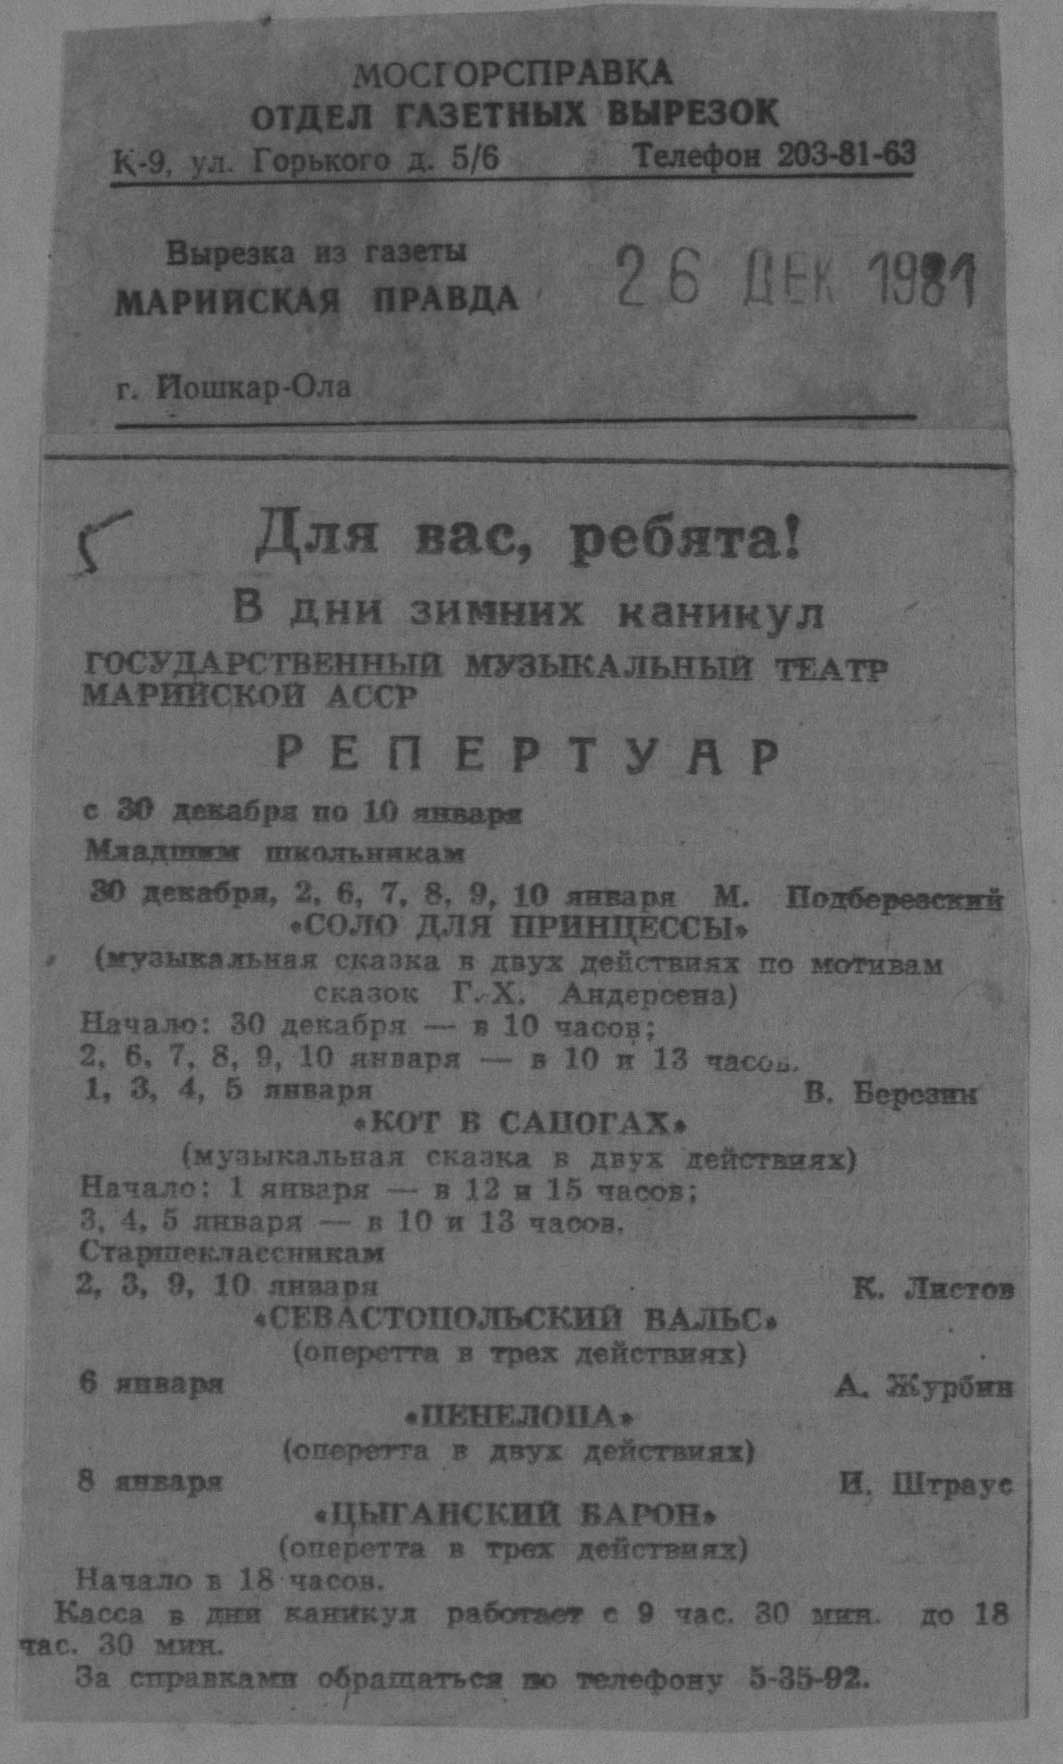 МОСГОРСПРАВКА
ОТДЕЛ ГАЗЕТНЫХ ВЫРЕЗОК
К-9, ул. Горького д. 5/6 Телефон 203-81-63
Вырезка из газеты
МАРИЙСКАЯ ПРАВДА 26 ДЕК 1981
г. Йошкар-Ола
Для вас, ребята!
В дни зимних каникул
ГОСУДАРСТВЕННЫЙ МУЗЫКАЛЬНЫЙ ТЕАТР
МАРИЙСКОЙ АССР
РЕПЕРТУАР
с 30 декабря по 10 января
Младшим школьникам
30 декабря, 2, 6, 7, 8, 9, 10 января М. Подберезский
«СОЛО ДЛЯ ПРИНЦЕССЫ»
(музыкальная сказка в двух действиях по мотивам
сказок Г. Х. Андерсена)
Начало: 30 декабря — в 10 часов;
2, 6, 7, 8, 9, 10 января — в 10 и 13 часов.
1, 3, 4, 5 января В. Березин
«КОТ В САПОГАХ»
(музыкальная сказка в двух действиях)
Начало: 1 января — в 12 и 15 часов;
3, 4, 5 января — в 10 и 13 часов.
Старшеклассникам
2, 3, 9, 10 января К. Листов
«СЕВАСТОПОЛЬСКИЙ ВАЛЬС»
(оперетта в трех действиях)
6 января А. Журбин
«ПЕНЕЛОПА»
(оперетта в двух действиях)
8 января И. Штраус
«ЦЫГАНСКИЙ БАРОН»
(оперетта в трех действиях)
Начало в 18 часов.
Касса в дни каникул работает с 9 час. 30 мин. до 18
час. 30 мин.
За справками обращаться по телефону 5-35-92.